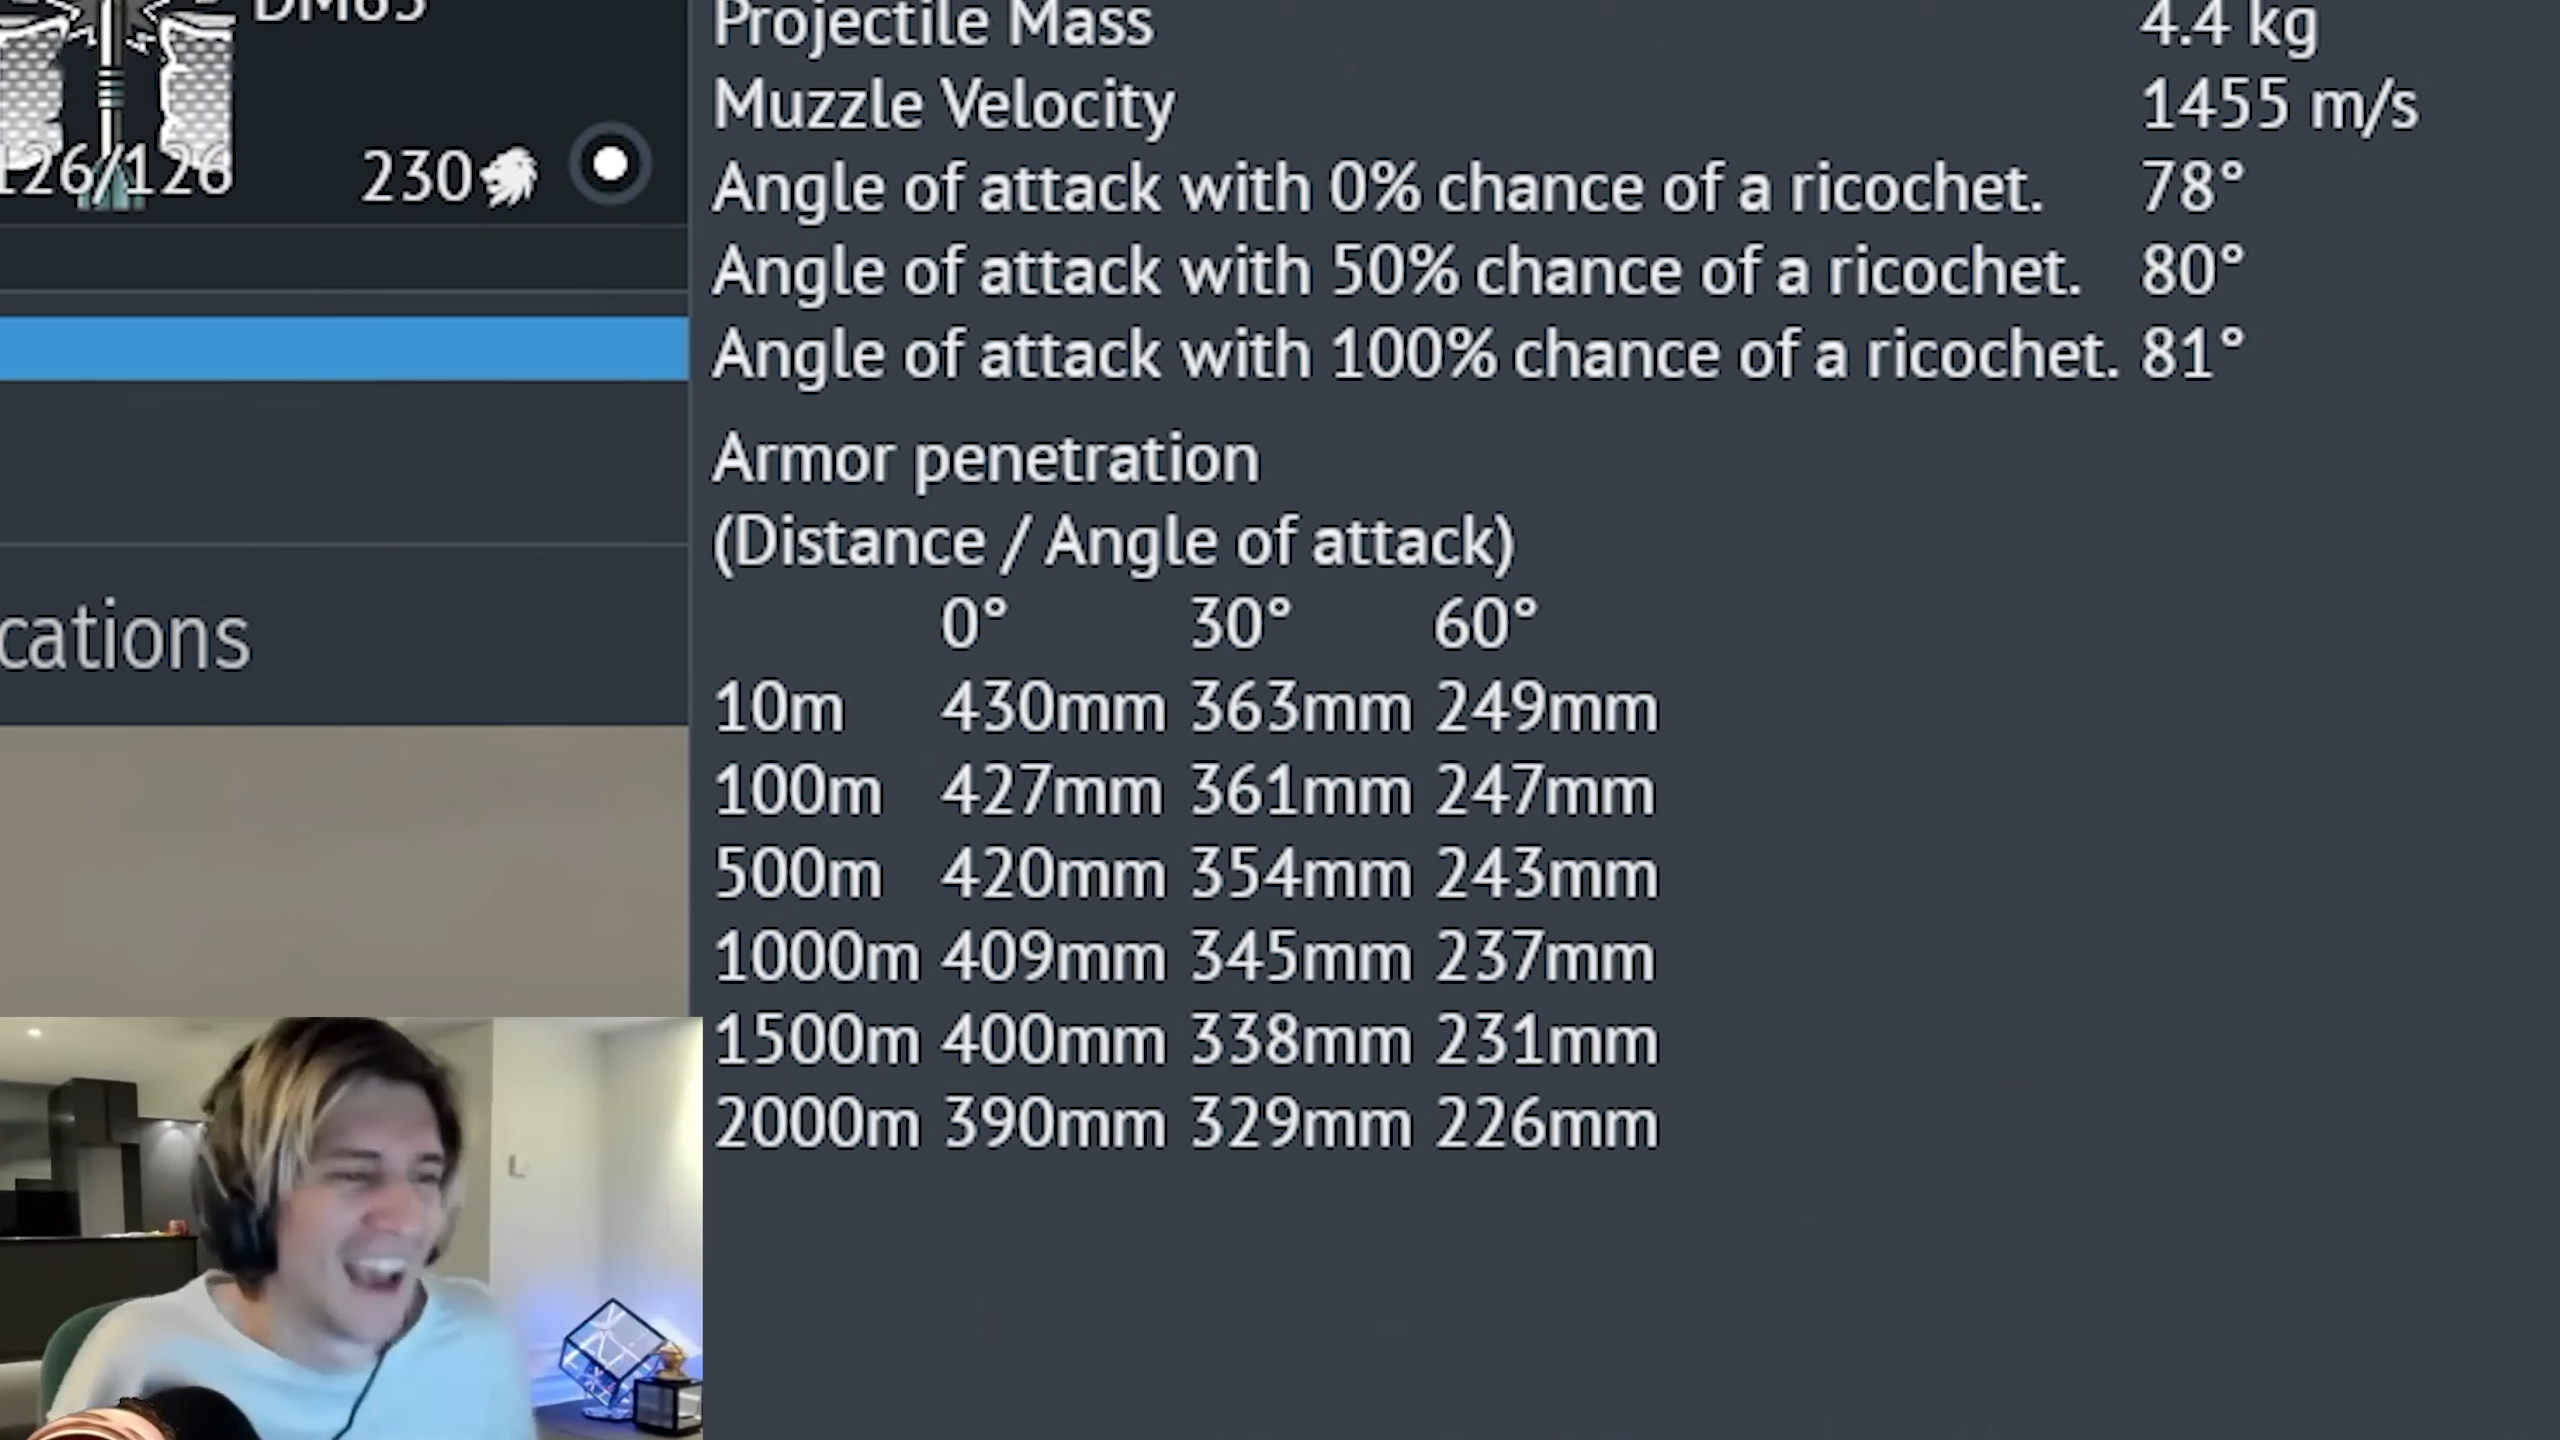 DM63
126/126
230
cations
Projectile Mass 4.4 kg
Muzzle Velocity 1455 m/s
Angle of attack with 0% chance of a ricochet. 78°
Angle of attack with 50% chance of a ricochet. 80°
Angle of attack with 100% chance of a ricochet. 81°
Armor penetration
(Distance / Angle of attack)
0° 30° 60°
10m 430mm 363mm 249mm
100m 427mm 361mm 247mm
500m 420mm 354mm 243mm
1000m 409mm 345mm 237mm
1500m 400mm 338mm 231mm
2000m 390mm 329mm 226mm